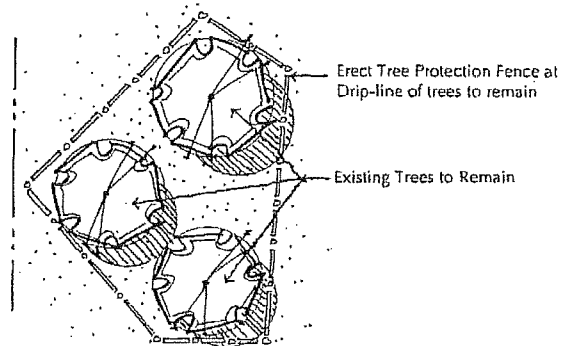 Erect Tree Protection Fence at
Drip-line of trees to remain
Existing Trees to Remain